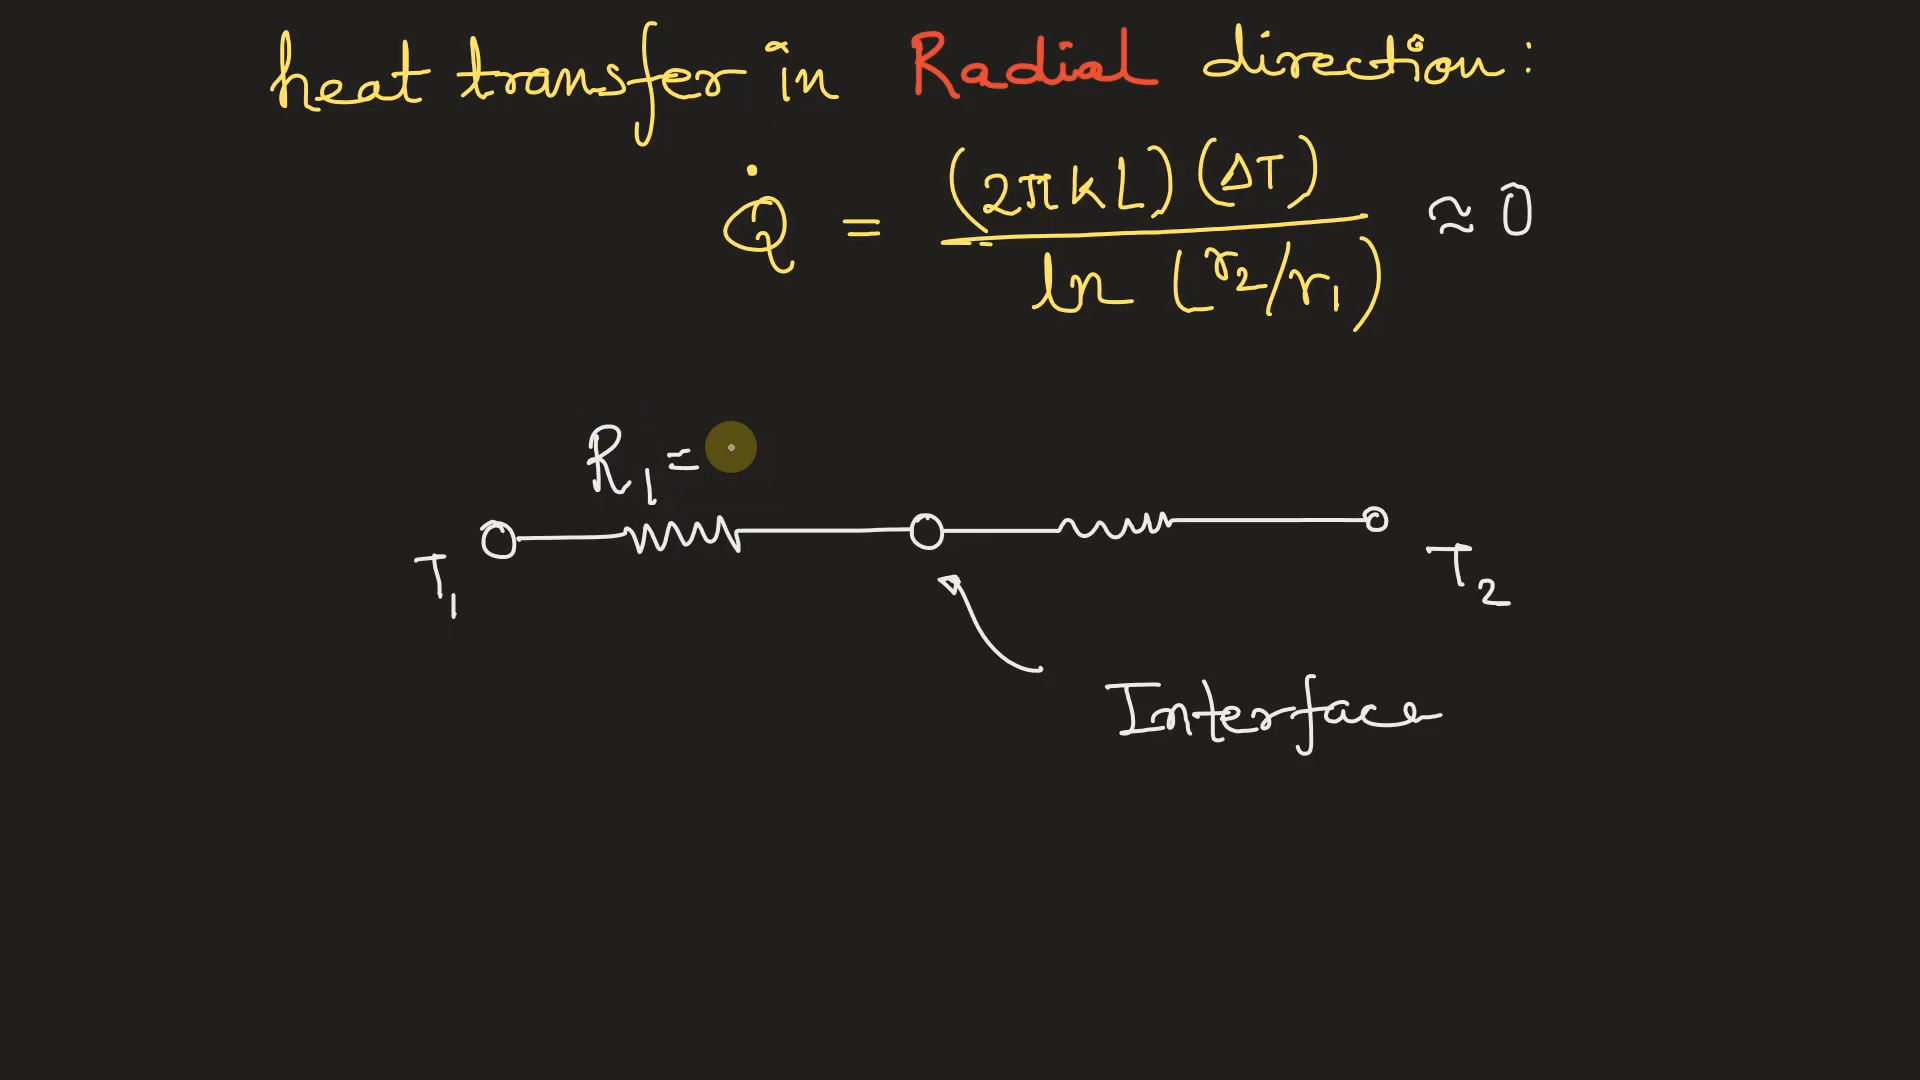 heat transfer in Radial direction:
Q̇ = (2πkL)(ΔT) / ln(r₂/r₁) ≈ 0
R₁ =
T₁
T₂
Interface